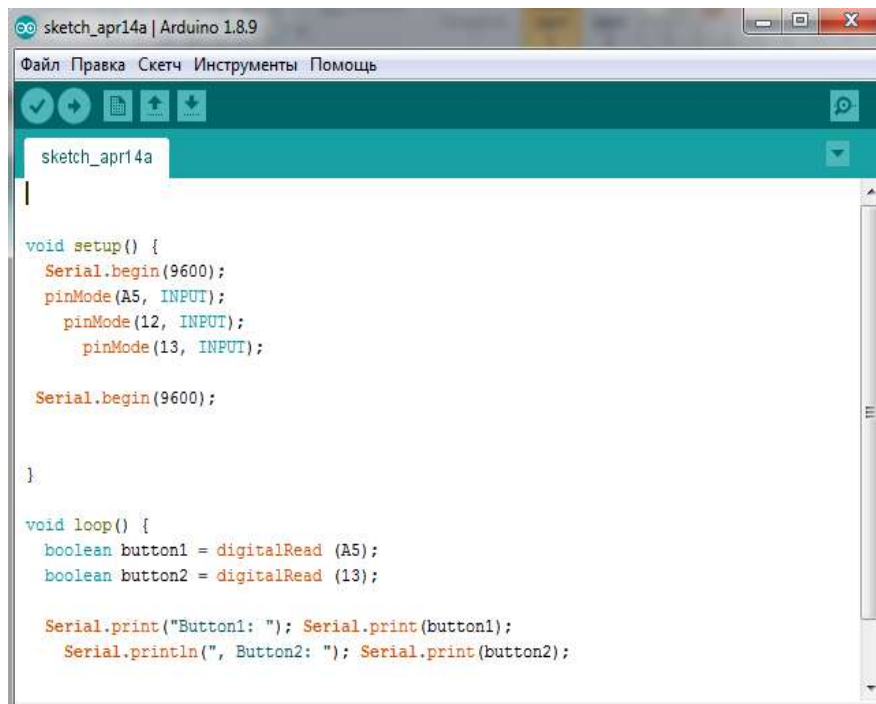 sketch_apr14a | Arduino 1.8.9
Файл Правка Скетч Инструменты Помощь
sketch_apr14a
void setup() {
Serial.begin(9600);
pinMode(A5, INPUT);
pinMode(12, INPUT);
pinMode(13, INPUT);
Serial.begin(9600);
}
void loop() {
boolean button1 = digitalRead (A5);
boolean button2 = digitalRead (13);
Serial.print("Button1: "); Serial.print(button1);
Serial.println(", Button2: "); Serial.print(button2);